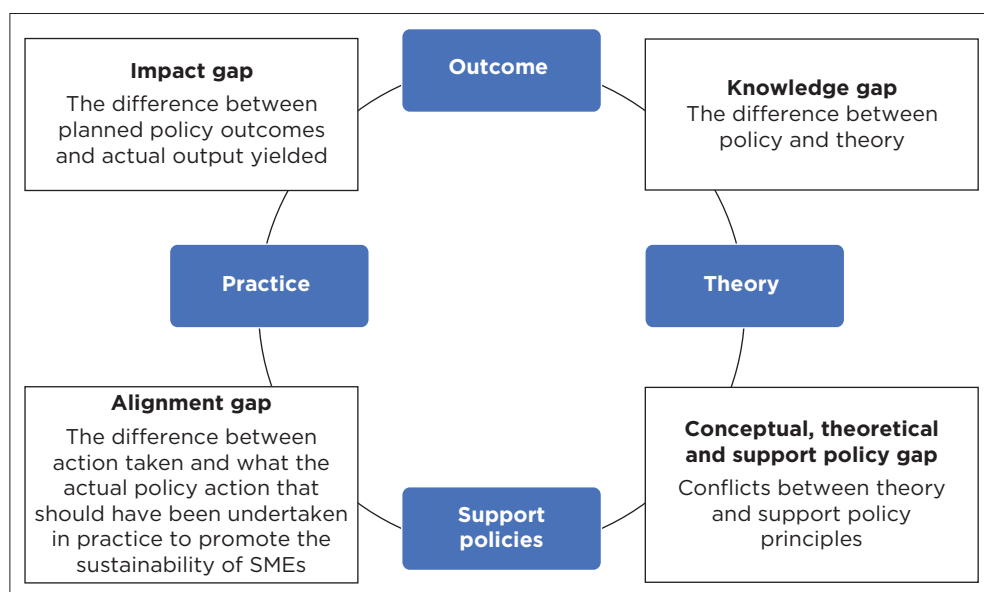 Outcome
Impact gap
The difference between
planned policy outcomes
and actual output yielded
Knowledge gap
The difference between
policy and theory
Practice
Theory
Alignment gap
The difference between
action taken and what the
actual policy action that
should have been undertaken
in practice to promote the
sustainability of SMEs
Support
policies
Conceptual, theoretical
and support policy gap
Conflicts between theory
and support policy
principles